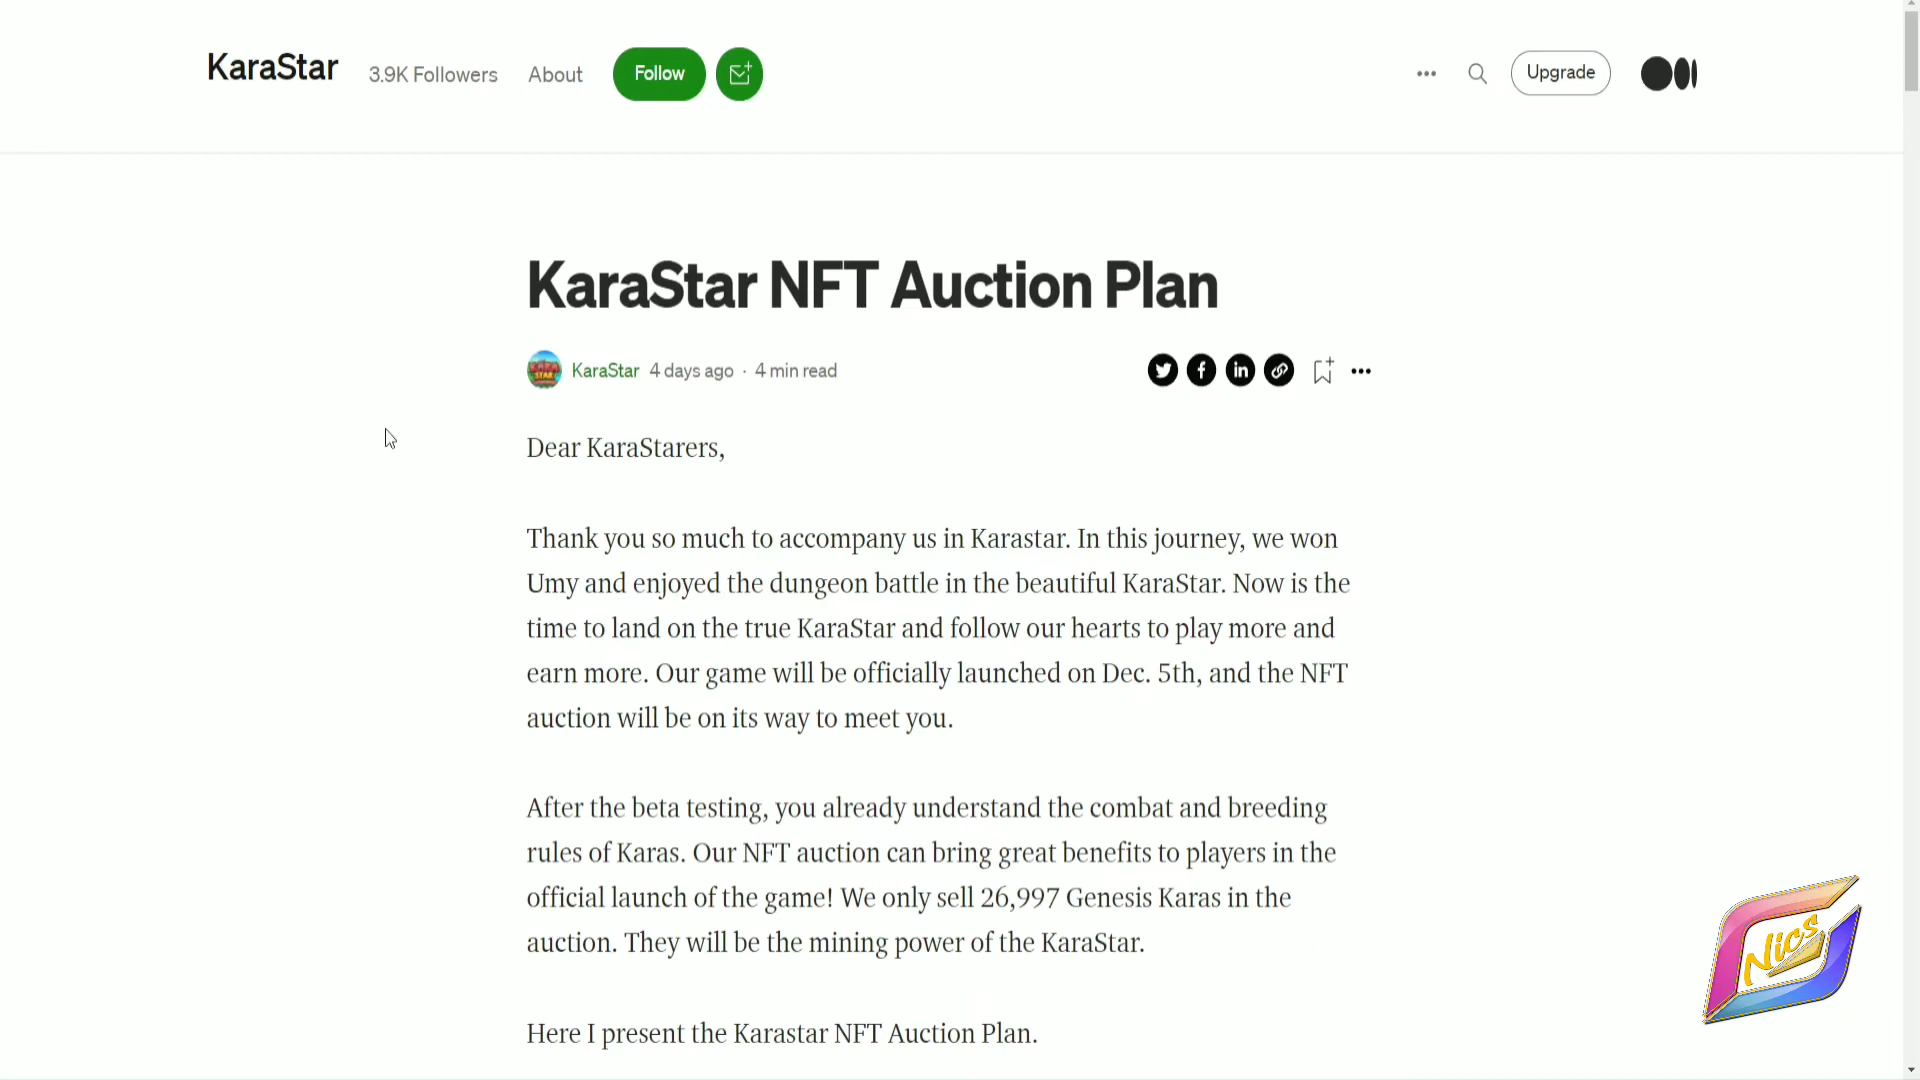 KaraStar 3.9K Followers About Follow Upgrade
KaraStar NFT Auction Plan
KaraStar 4 days ago · 4 min read
Dear KaraStarers,
Thank you so much to accompany us in Karastar. In this journey, we won
Umy and enjoyed the dungeon battle in the beautiful KaraStar. Now is the
time to land on the true KaraStar and follow our hearts to play more and
earn more. Our game will be officially launched on Dec. 5th, and the NFT
auction will be on its way to meet you.
After the beta testing, you already understand the combat and breeding
rules of Karas. Our NFT auction can bring great benefits to players in the
official launch of the game! We only sell 26,997 Genesis Karas in the
auction. They will be the mining power of the KaraStar.
Nics
Here I present the Karastar NFT Auction Plan.